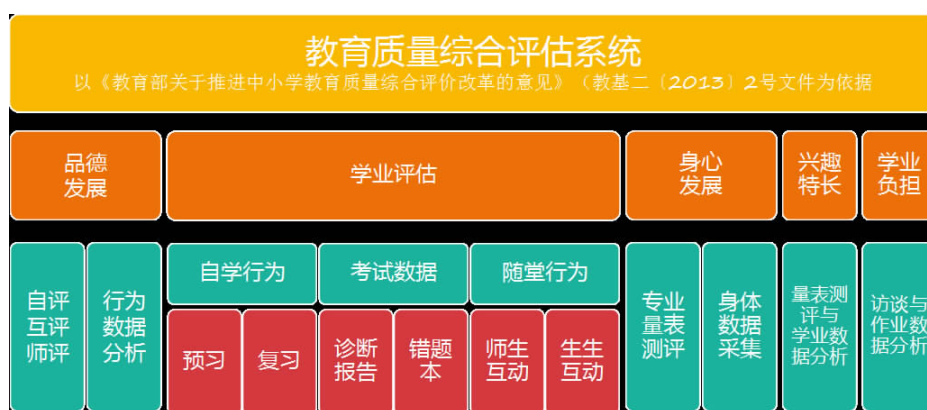 教育质量综合评估系统
以《教育部关于推进中小学教育质量综合评价改革的意见》（教基二〔2013〕2号文件为依据
品德
发展
学业评估
身心
发展
兴趣
特长
学业
负担
自评
互评
师评
行为
数据
分析
自学行为
考试数据
随堂行为
预习
复习
诊断
报告
错题
本
师生
互动
生生
互动
专业
量表
测评
身体
数据
采集
量表测
评与
学业数
据分析
访谈与
作业数
据分析